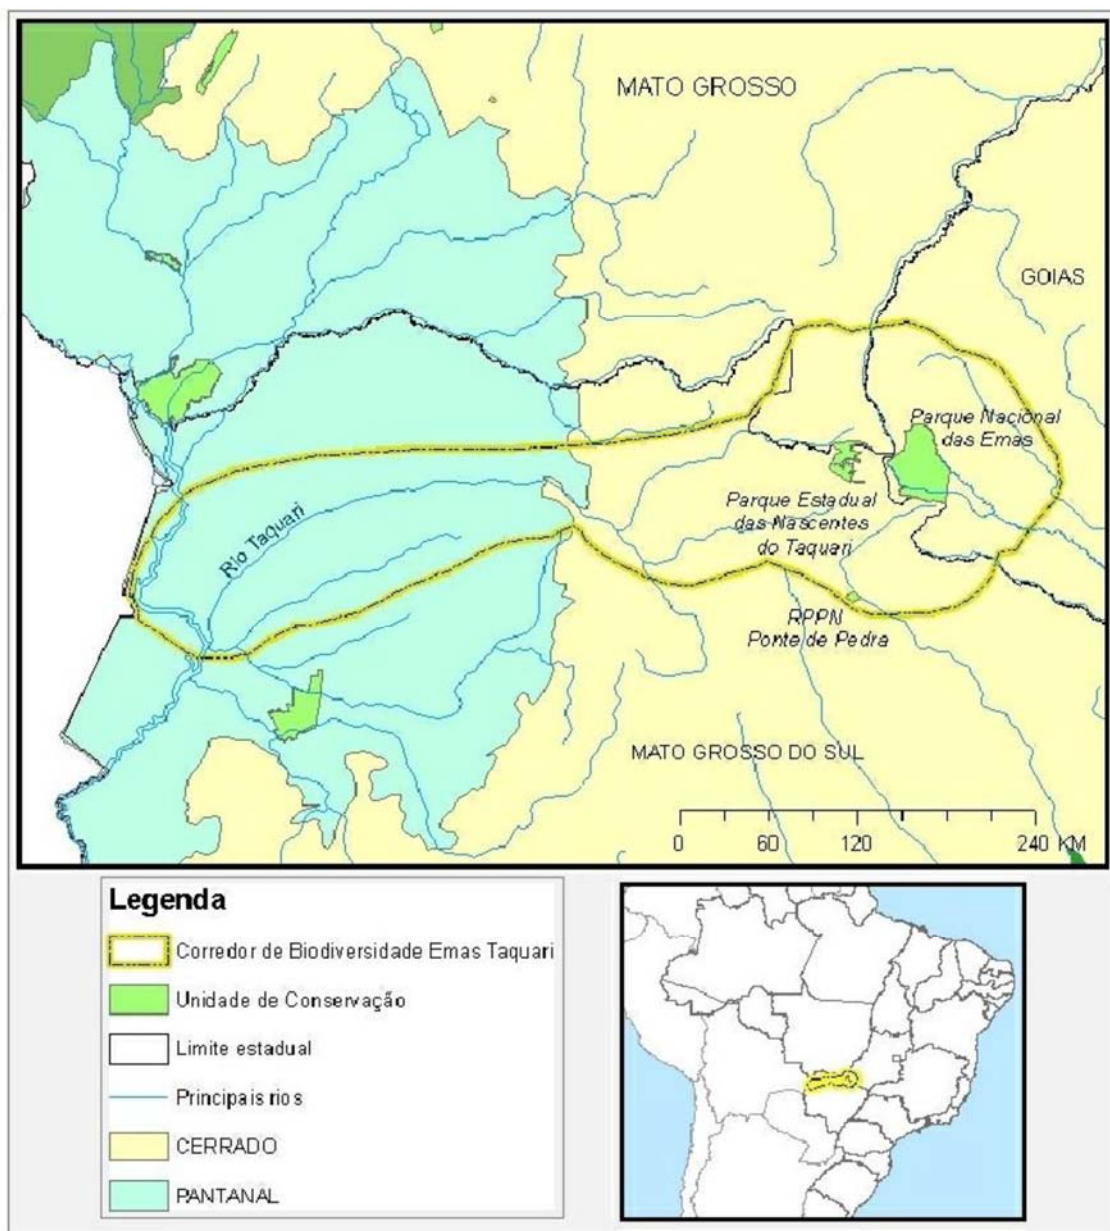 MATO GROSSO
GOIAS
Parque Nacional
das Emas
Parque Estadual
das Nascentes
do Taquari
Rio Taquari
RPPN
Ponte de Pedra
MATO GROSSO DO SUL
0 60 120 240 KM
Legenda
Corredor de Biodiversidade Emas Taquari
Unidade de Conservação
Limite estadual
Principais rios
CERRADO
PANTANAL